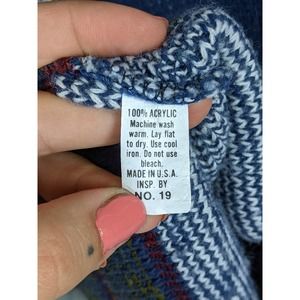 100% ACRYLIC
Machine wash
warm. Lay flat
to dry. Use cool
iron. Do not use
bleach.
MADE IN U.S.A.
INSP. BY
NO. 19